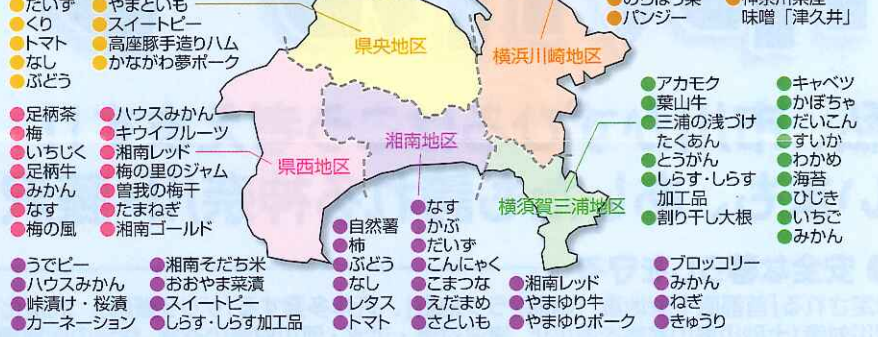 だいず
くり
トマト
なし
ぶどう
やまといも
スイートピー
高座豚手造りハム
かながわ夢ポーク
県央地区
横浜川崎地区
パンジー
味噌「津久井」
足柄茶
梅
いちじく
足柄牛
みかん
なす
梅の風
ハウスみかん
キウイフルーツ
湘南レッド
梅の里のジャム
曽我の梅干
たまねぎ
湘南ゴールド
県西地区
湘南地区
横須賀三浦地区
アカモク
葉山牛
三浦の浅づけ
たくあん
とうがん
しらす・しらす
加工品
割り干し大根
キャベツ
かぼちゃ
だいこん
すいか
わかめ
海苔
ひじき
いちご
みかん
うでピー
ハウスみかん
峠漬け・桜漬
カーネーション
湘南そだち米
おおやま菜漬
スイートピー
しらす・しらす加工品
自然薯
柿
ぶどう
なし
レタス
トマト
なす
かぶ
だいず
こんにゃく
こまつな
えだまめ
さといも
湘南レッド
やまゆり牛
やまゆりポーク
ブロッコリー
みかん
ねぎ
きゅうり